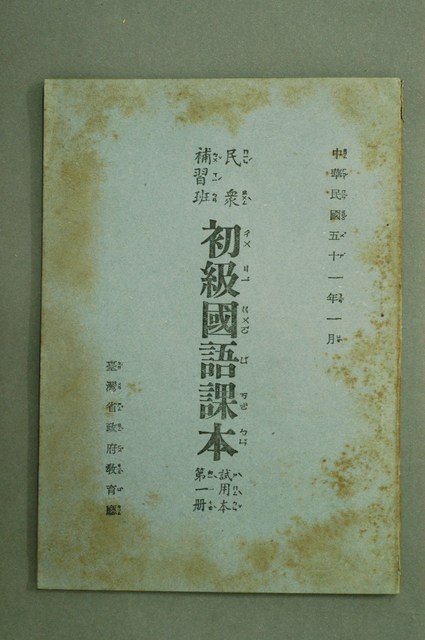 中華民國五十一年一月
民眾
補習班
初級國語課本
試用本
第一册
臺灣省政府教育廳